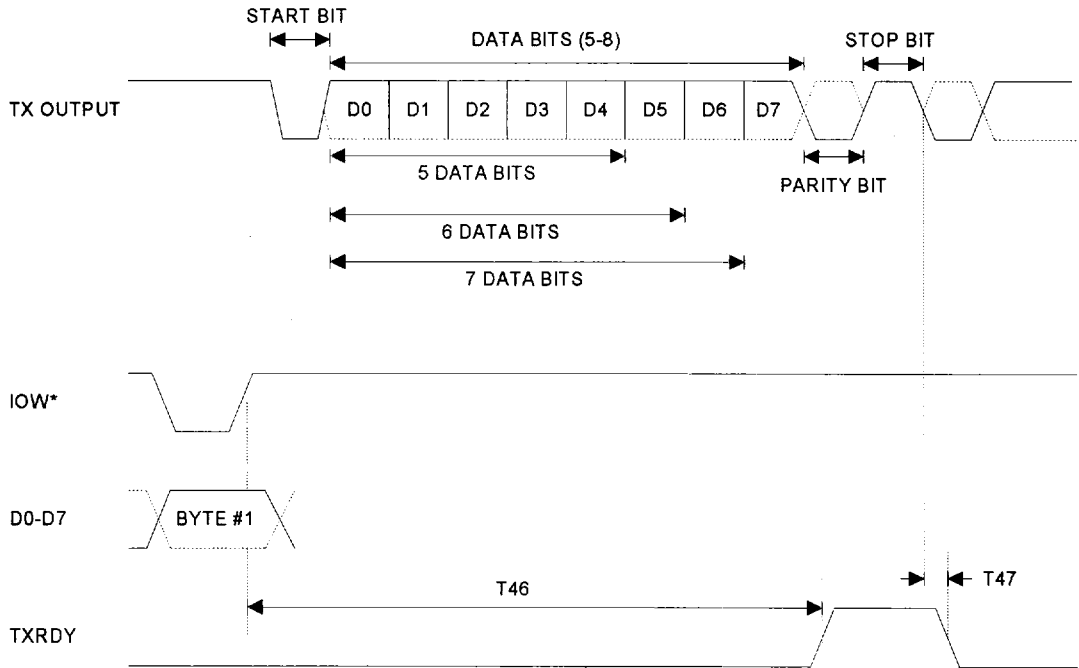 START BIT
DATA BITS (5-8)
STOP BIT
TX OUTPUT
D0 D1 D2 D3 D4 D5 D6 D7
5 DATA BITS
PARITY BIT
6 DATA BITS
7 DATA BITS
IOW*
D0-D7
BYTE #1
T46
T47
TXRDY